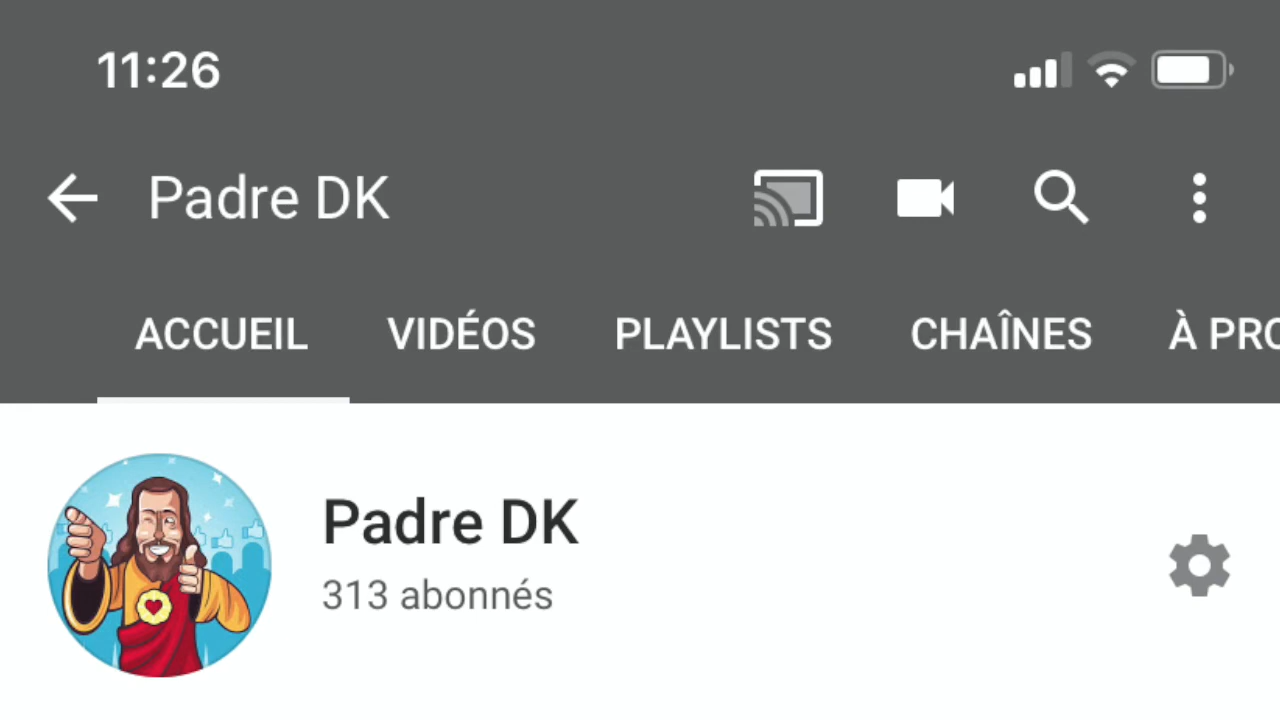 11:26
Padre DK
ACCUEIL VIDÉOS PLAYLISTS CHAÎNES À PRO
Padre DK
313 abonnés